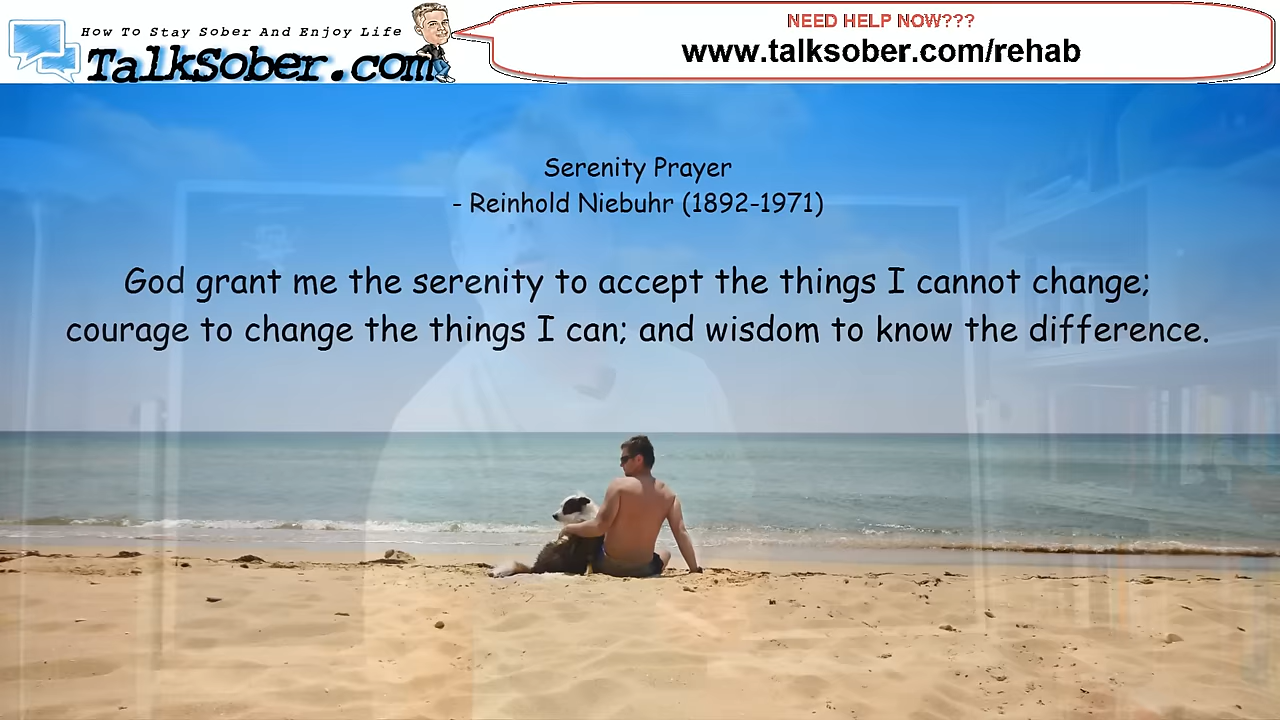 How To Stay Sober And Enjoy Life
TalkSober.com
NEED HELP NOW???
www.talksober.com/rehab
Serenity Prayer
- Reinhold Niebuhr (1892-1971)
God grant me the serenity to accept the things I cannot change;
courage to change the things I can; and wisdom to know the difference.